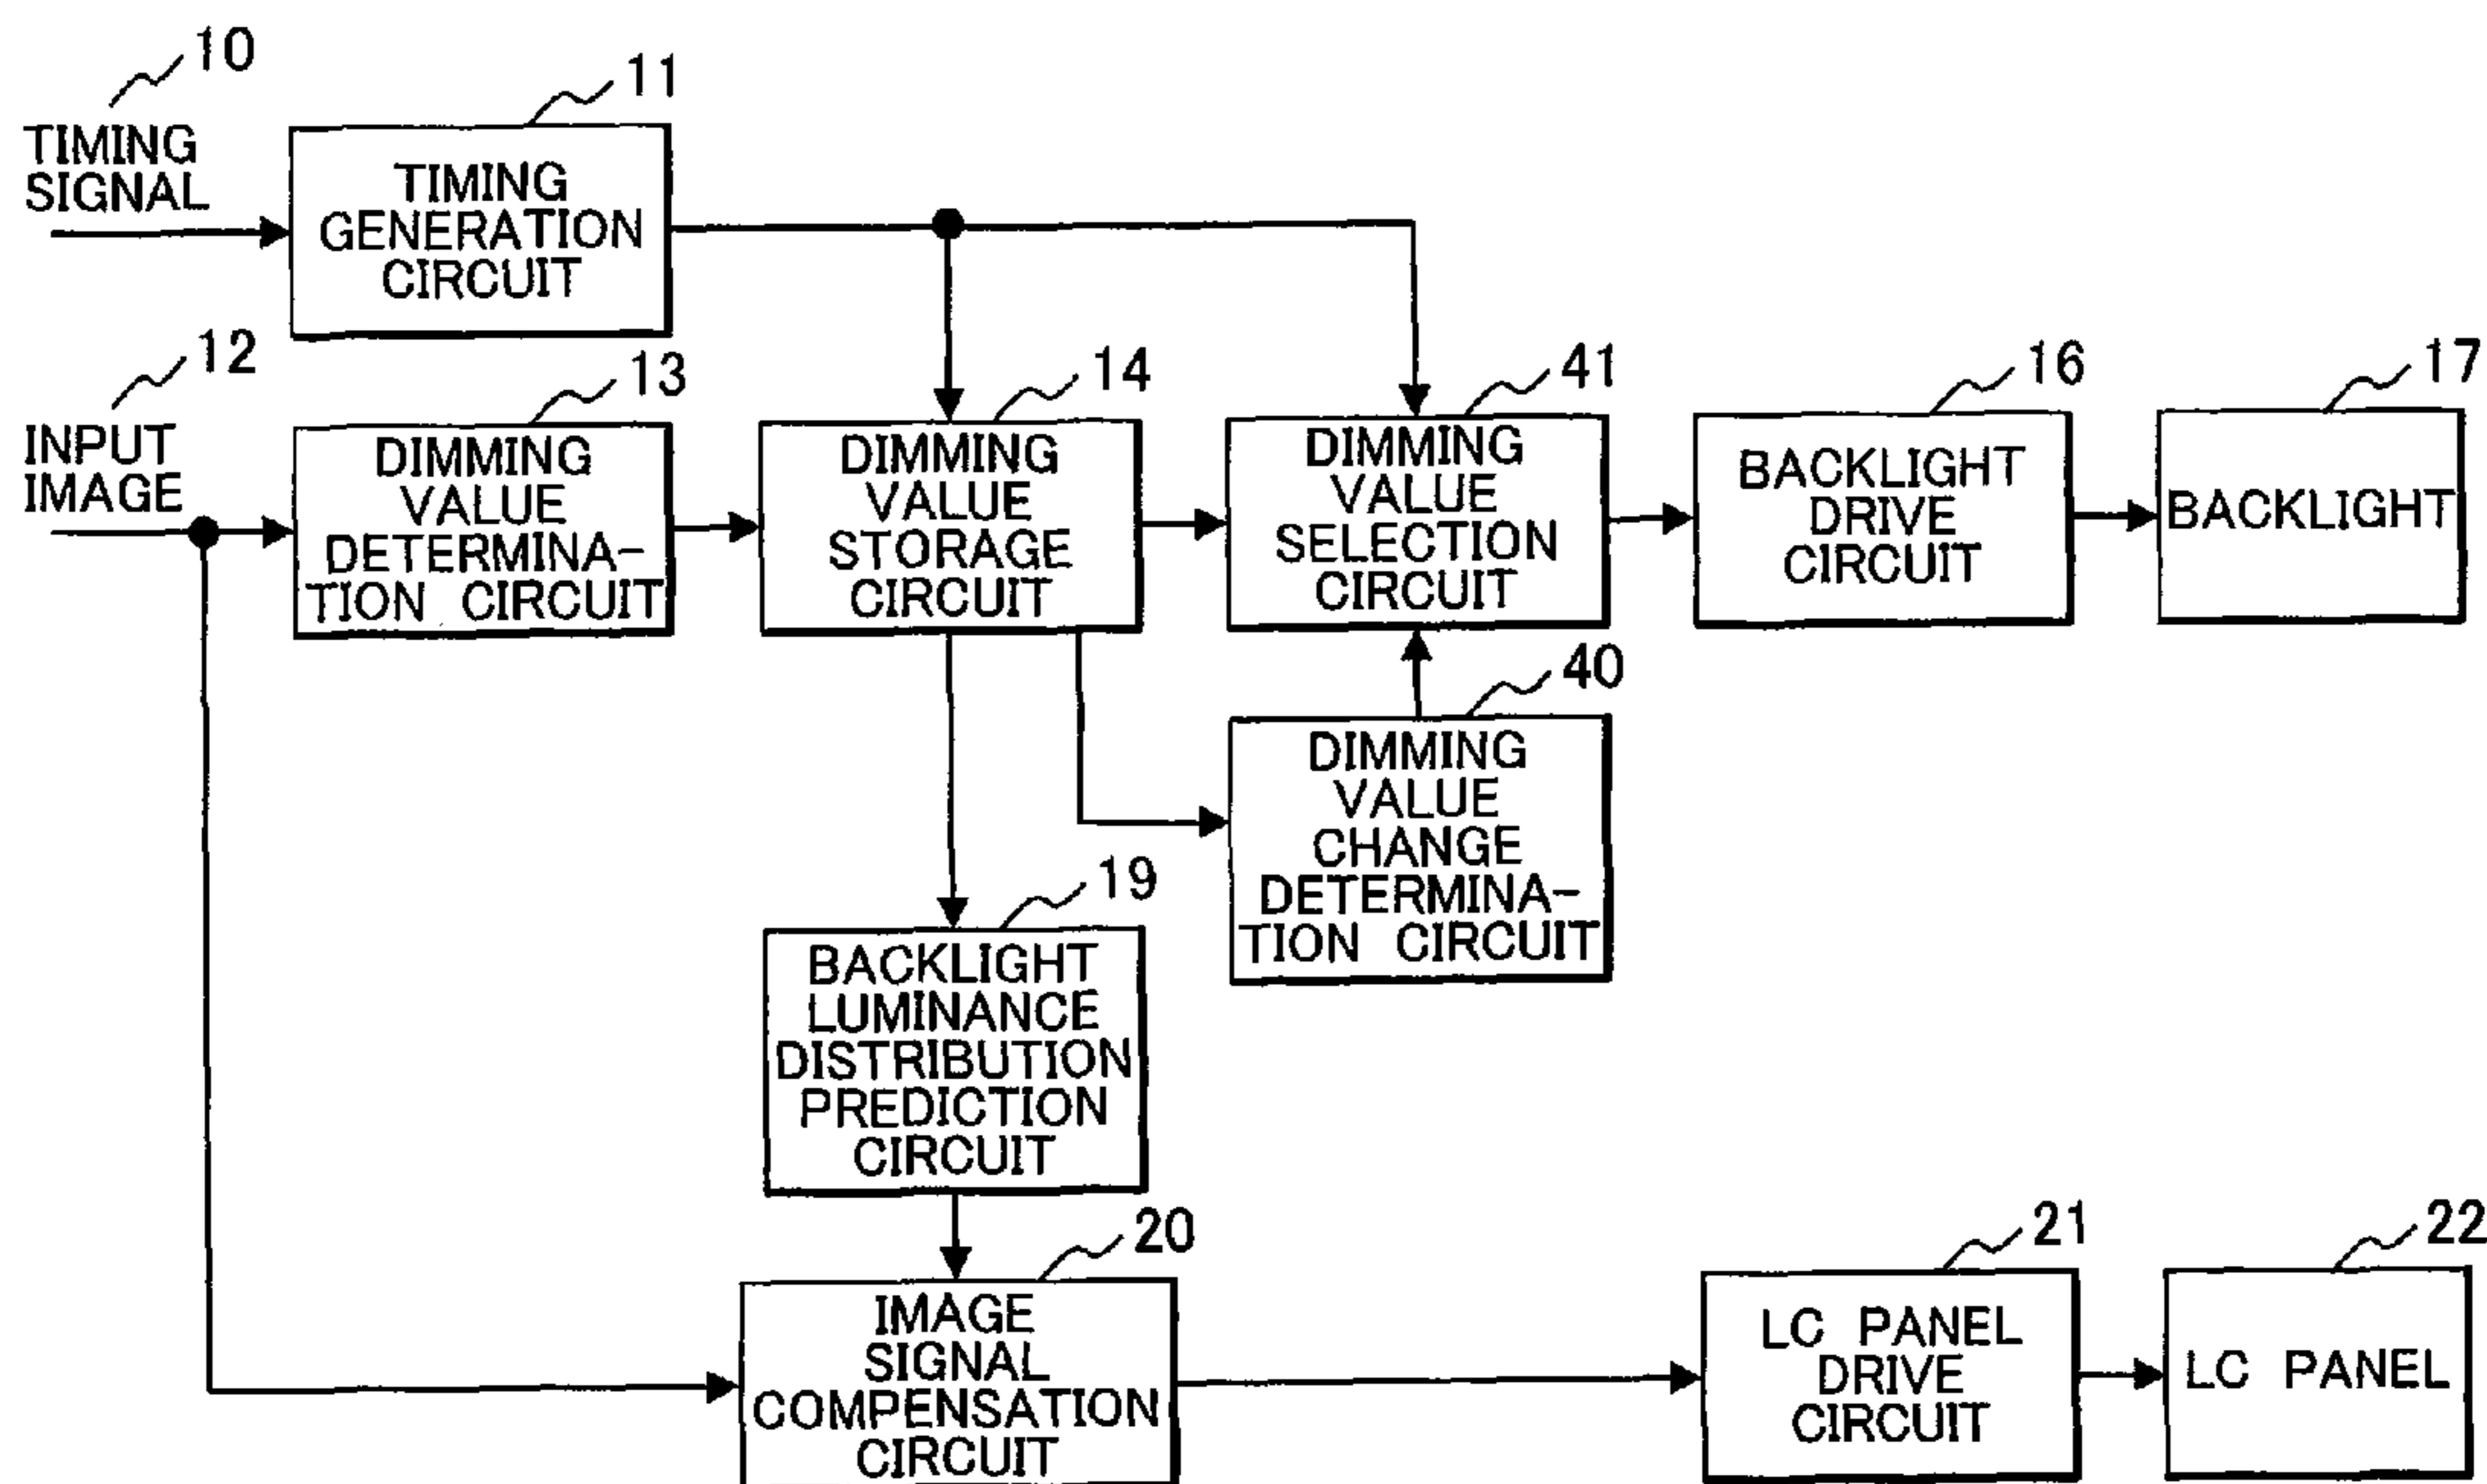 10
TIMING
SIGNAL
11
TIMING
GENERATION
CIRCUIT
12
INPUT
IMAGE
13
DIMMING
VALUE
DETERMINA-
TION CIRCUIT
14
DIMMING
VALUE
STORAGE
CIRCUIT
41
DIMMING
VALUE
SELECTION
CIRCUIT
16
BACKLIGHT
DRIVE
CIRCUIT
17
BACKLIGHT
40
DIMMING
VALUE
CHANGE
DETERMINA-
TION CIRCUIT
19
BACKLIGHT
LUMINANCE
DISTRIBUTION
PREDICTION
CIRCUIT
20
IMAGE
SIGNAL
COMPENSATION
CIRCUIT
21
LC PANEL
DRIVE
CIRCUIT
22
LC PANEL